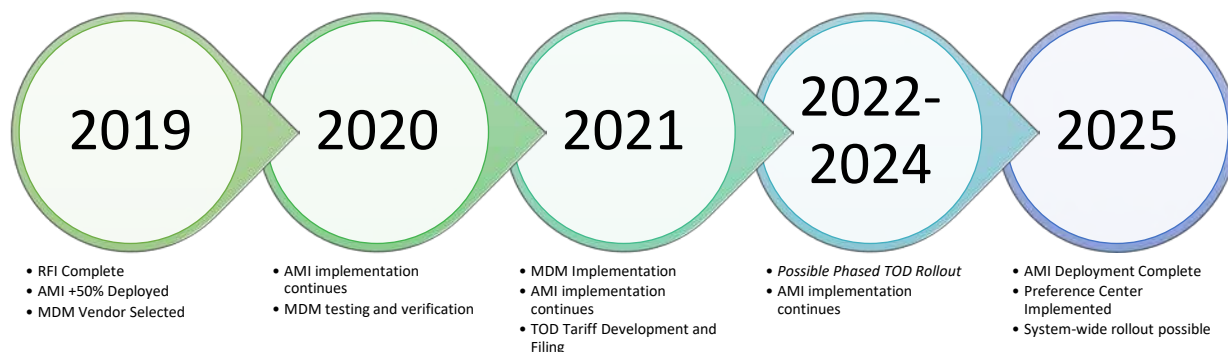 2019
2020
2021
2022-
2024
2025
• RFI Complete
• AMI +50% Deployed
• MDM Vendor Selected
• AMI implementation
continues
• MDM testing and verification
• MDM Implementation
• AMI implementation
continues
• TOD Tariff Development and
Filing
• Possible Phased TOD Rollout
• AMI implementation
continues
• AMI Deployment Complete
• Preference Center
Implemented
• System-wide rollout possible